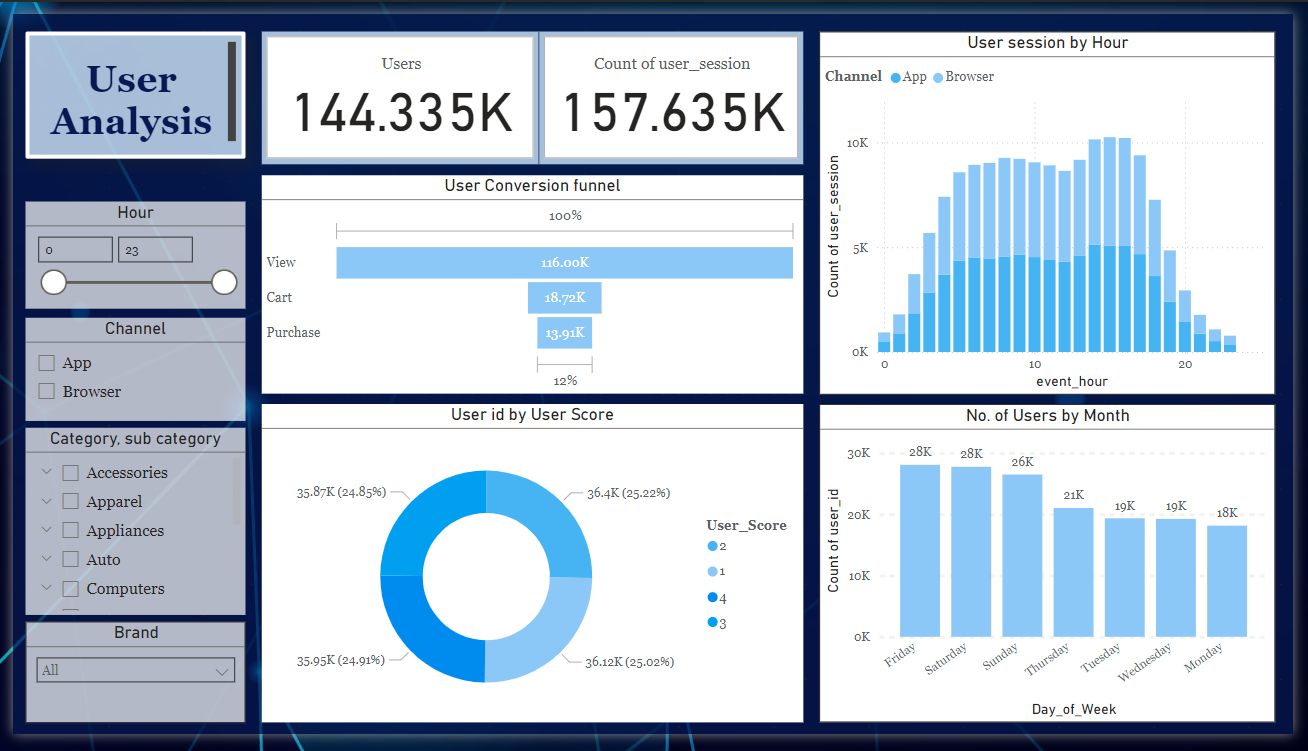 User
Analysis
Hour
0
23
Channel
App
Browser
Category, sub category
Accessories
Apparel
Appliances
Auto
Computers
Brand
All
Users
144.335K
Count of user_session
157.635K
User Conversion funnel
100%
View
116.00K
Cart
18.72K
Purchase
13.91K
12%
User id by User Score
35.87K (24.85%)
36.4K (25.22%)
35.95K (24.91%)
36.12K (25.02%)
User_Score
2
1
4
3
User session by Hour
Channel App Browser
Count of user_session
10K
5K
0K
0 10 20
event_hour
No. of Users by Month
Count of user_id
30K
20K
10K
0K
28K 28K 26K 21K 19K 19K 18K
Friday Saturday Sunday Thursday Tuesday Wednesday Monday
Day_of_Week